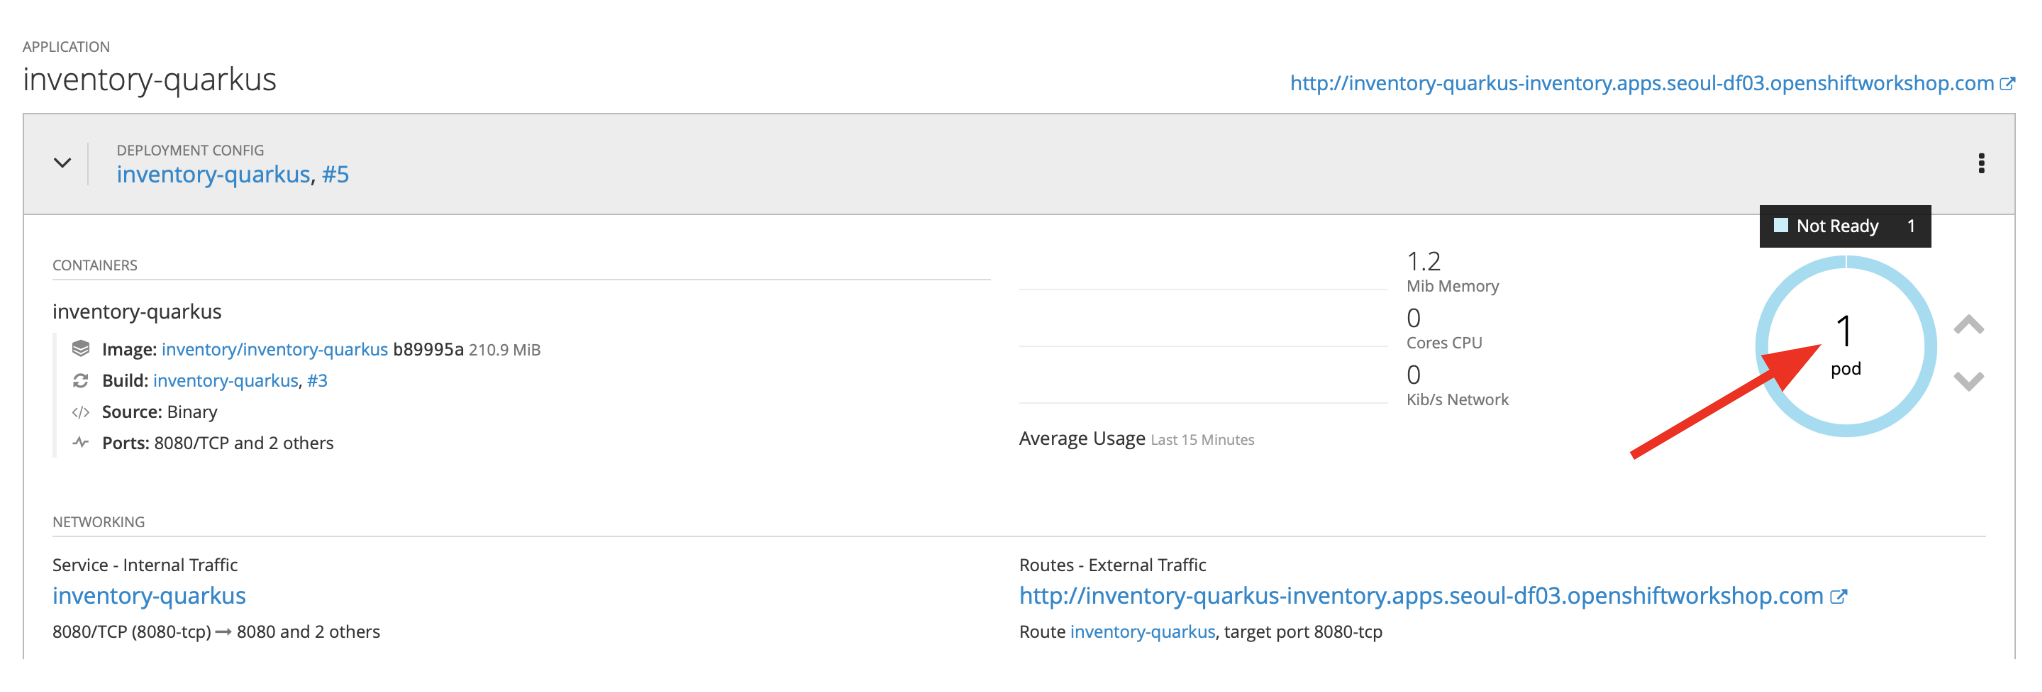 APPLICATION
inventory-quarkus
http://inventory-quarkus-inventory.apps.seoul-df03.openshiftworkshop.com
DEPLOYMENT CONFIG
inventory-quarkus, #5
Not Ready 1
CONTAINERS
inventory-quarkus
Image: inventory/inventory-quarkus b89995a 210.9 MiB
Build: inventory-quarkus, #3
Source: Binary
Ports: 8080/TCP and 2 others
1.2
Mib Memory
0
Cores CPU
0
Kib/s Network
Average Usage Last 15 Minutes
1
pod
NETWORKING
Service - Internal Traffic
inventory-quarkus
8080/TCP (8080-tcp) → 8080 and 2 others
Routes - External Traffic
http://inventory-quarkus-inventory.apps.seoul-df03.openshiftworkshop.com
Route inventory-quarkus, target port 8080-tcp